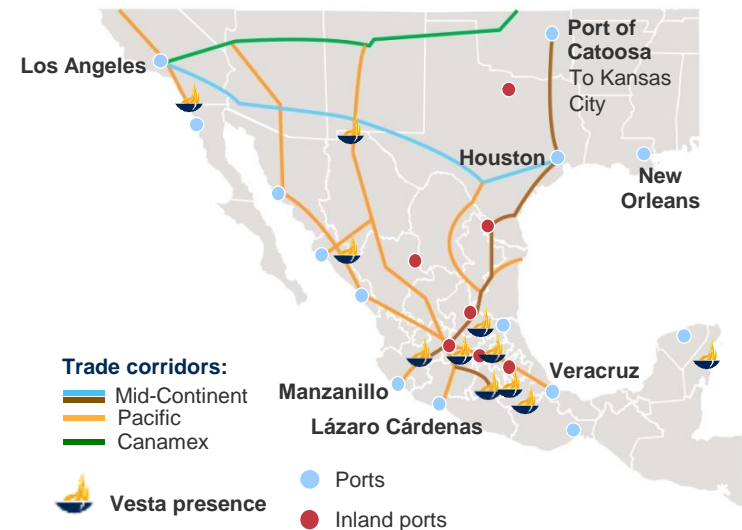 Port of
Catoosa
To Kansas
City
Los Angeles
Houston
New
Orleans
Trade corridors:
Mid-Continent
Pacific
Canamex
Manzanillo
Veracruz
Lázaro Cárdenas
Vesta presence
Ports
Inland ports